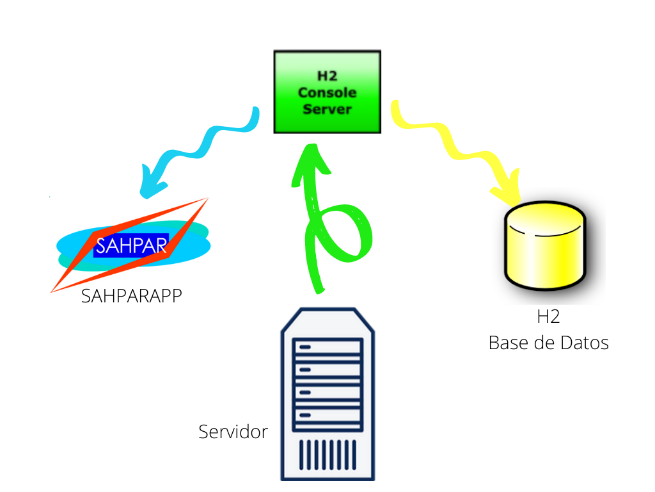 H2
Console
Server
SAHPAR
SAHPARAPP
H2
Base de Datos
Servidor